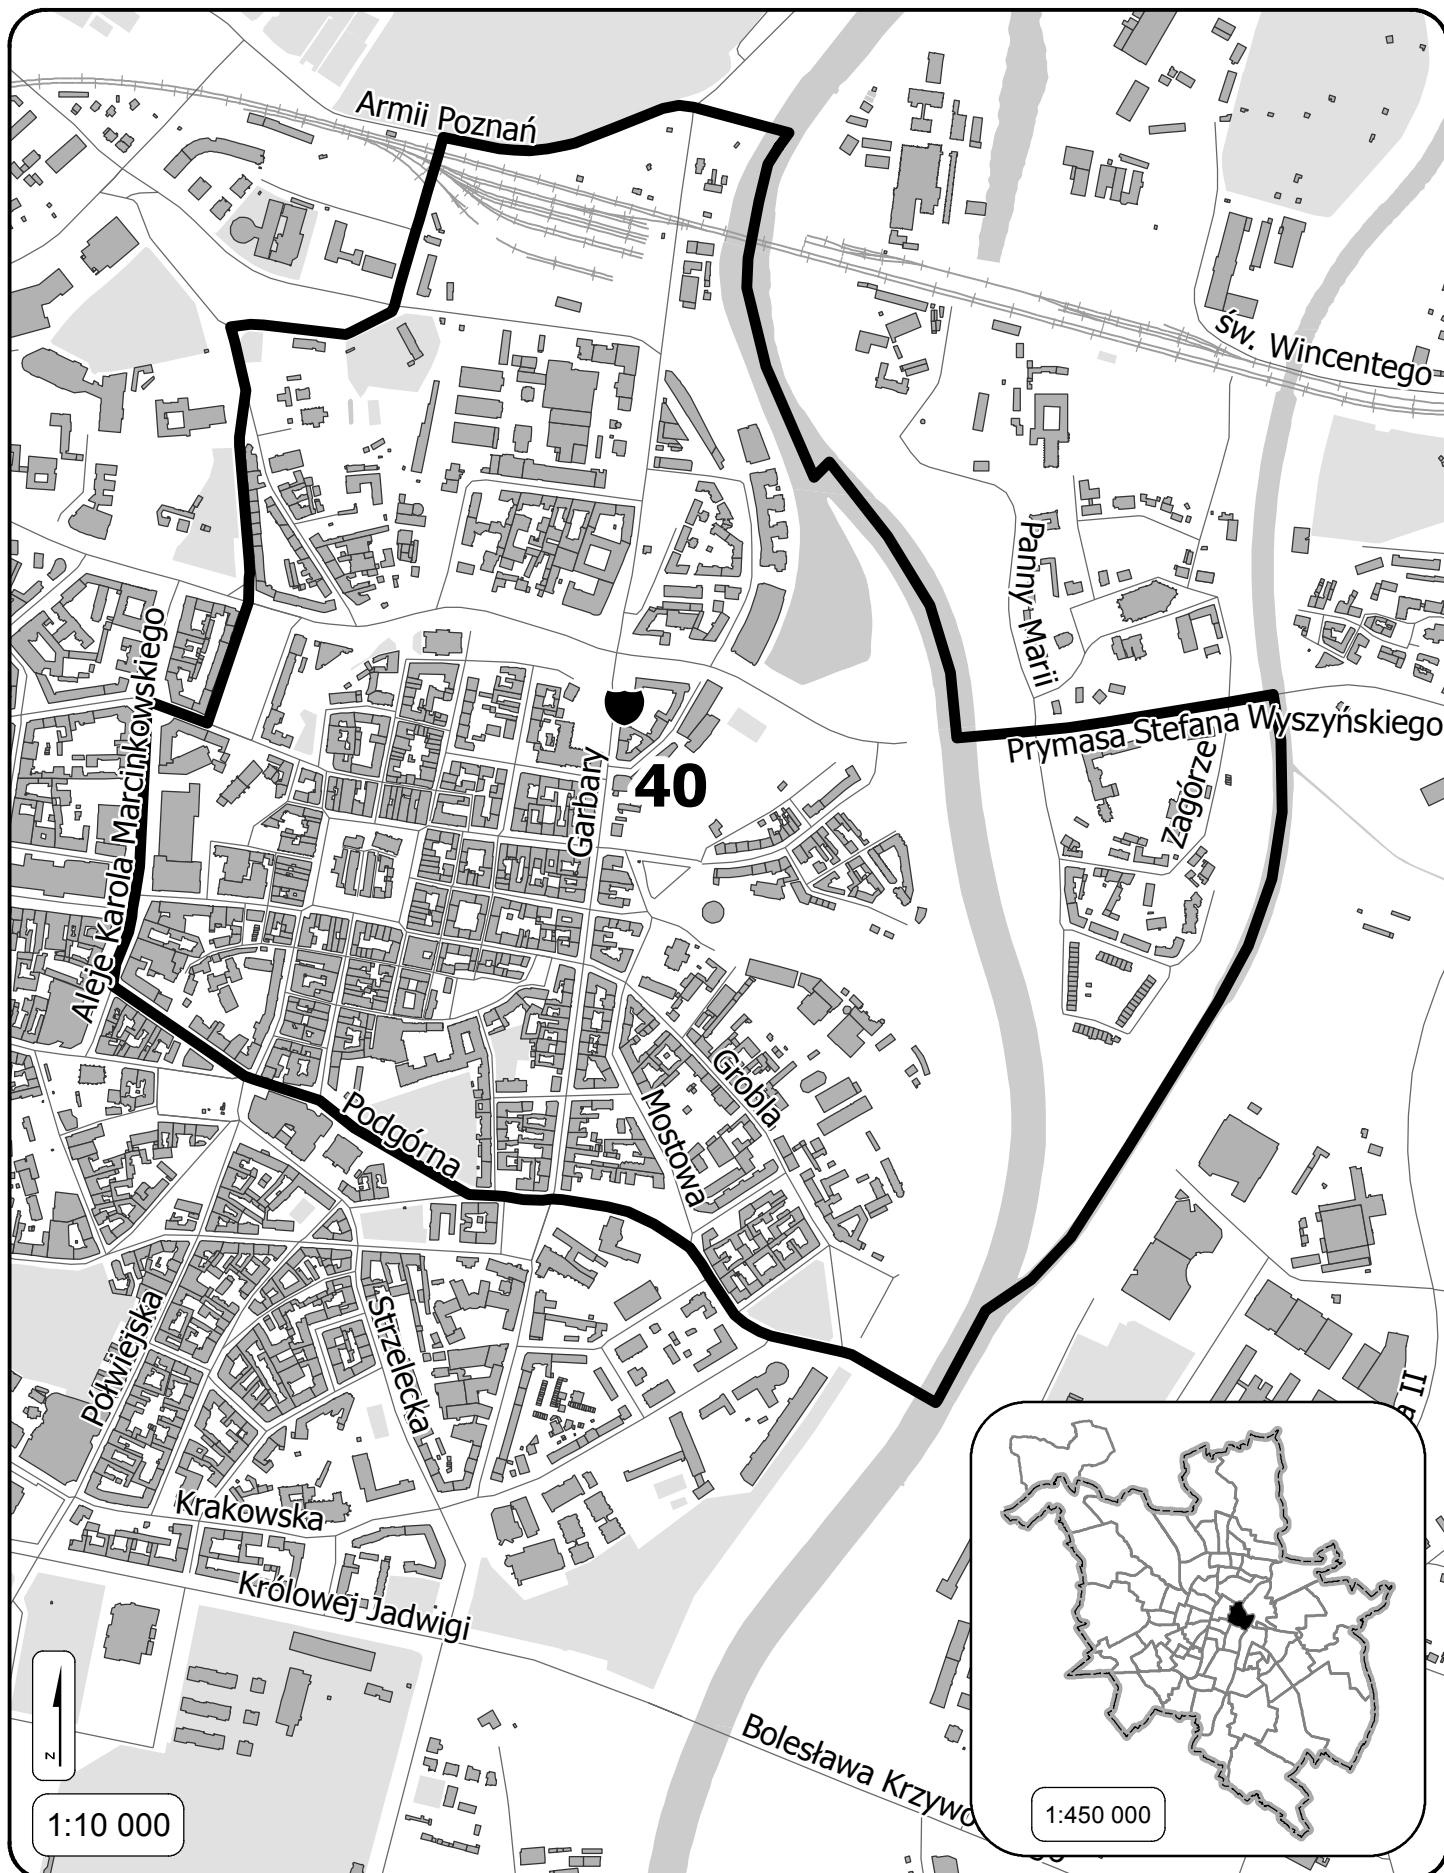 Armii Poznań
św. Wincentego
Panny Marii
Aleje Karola Marcinkowskiego
Prymasa Stefana Wyszyńskiego
Garbary
40
Zagórze
Grobla
Mostowa
Podgórna
Półwiejska
Strzelecka
a II
Krakowska
Królowej Jadwigi
Bolesława Krzywo
N
1:10 000
1:450 000